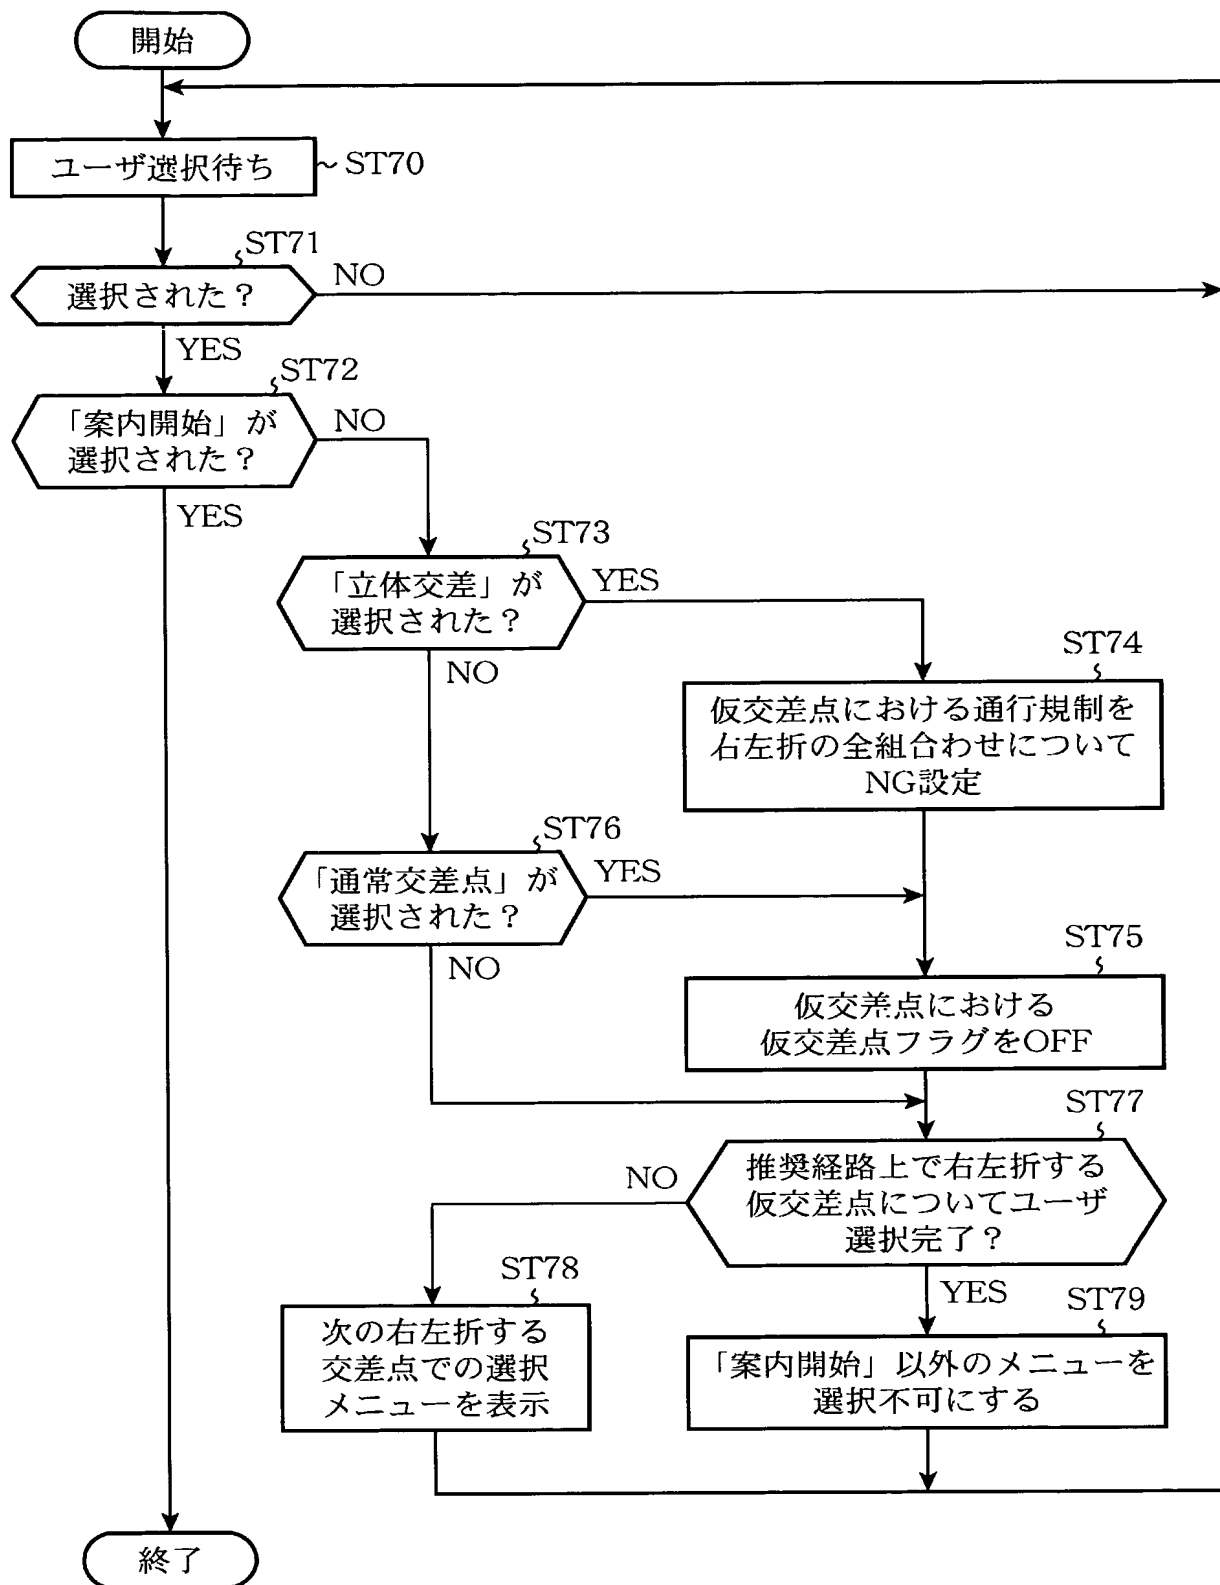 開始
ユーザ選択待ち
ST70
ST71
選択された?
NO
YES
ST72
「案内開始」が
選択された?
NO
YES
ST73
「立体交差」が
選択された?
YES
NO
ST74
仮交差点における通行規制を
右左折の全組合わせについて
NG設定
ST76
「通常交差点」が
選択された?
YES
NO
ST75
仮交差点における
仮交差点フラグをOFF
ST77
推奨経路上で右左折する
仮交差点についてユーザ
選択完了?
NO
YES
ST78
次の右左折する
交差点での選択
メニューを表示
ST79
「案内開始」以外のメニューを
選択不可にする
終了